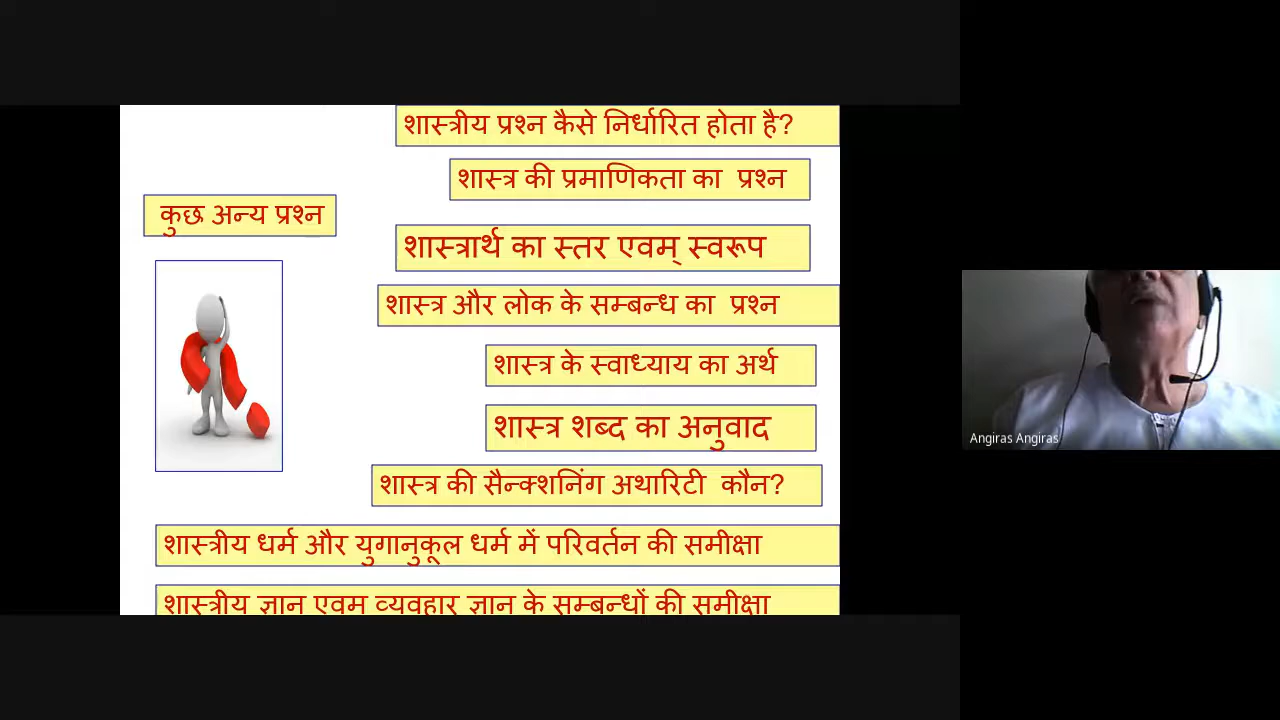 शास्त्रीय प्रश्न कैसे निर्धारित होता है?
शास्त्र की प्रमाणिकता का प्रश्न
कुछ अन्य प्रश्न
शास्त्रार्थ का स्तर एवम् स्वरूप
शास्त्र और लोक के सम्बन्ध का प्रश्न
शास्त्र के स्वाध्याय का अर्थ
शास्त्र शब्द का अनुवाद
शास्त्र की सैन्क्शनिंग अथारिटी कौन?
शास्त्रीय धर्म और युगानुकूल धर्म में परिवर्तन की समीक्षा
शास्त्रीय ज्ञान एवम व्यवहार ज्ञान के सम्बन्धों की समीक्षा
Angiras Angiras